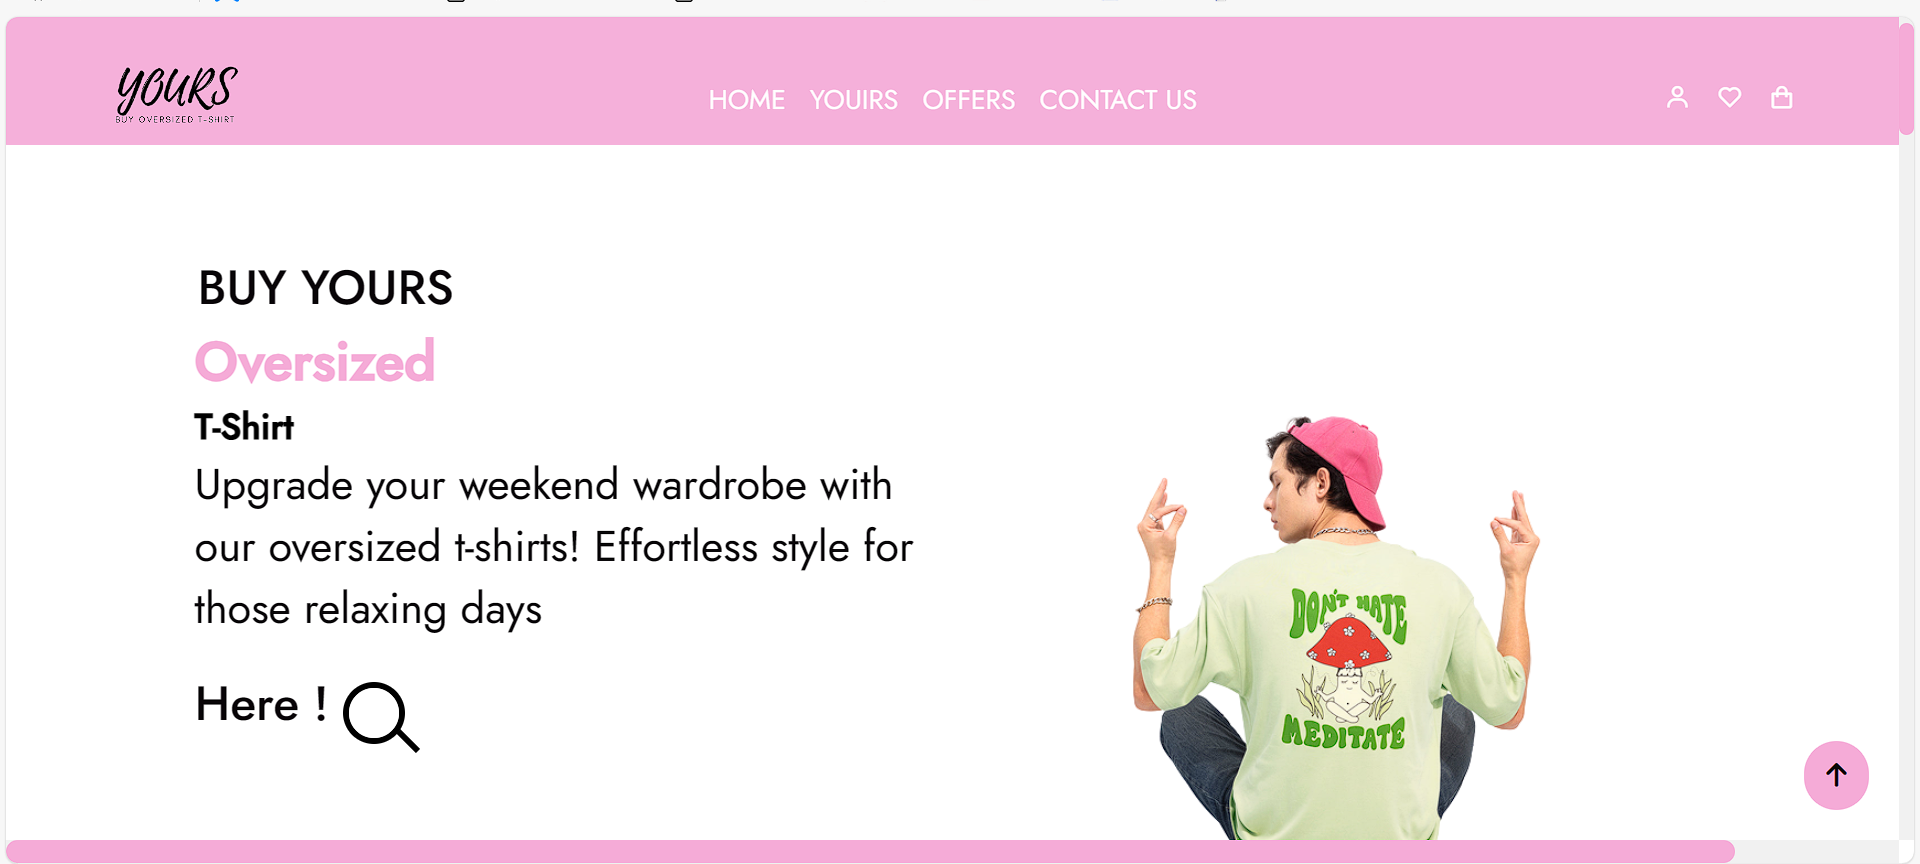 YOURS
BUY OVERSIZED T-SHIRT
HOME YOUIRS OFFERS CONTACT US
BUY YOURS
Oversized
T-Shirt
Upgrade your weekend wardrobe with
our oversized t-shirts! Effortless style for
those relaxing days
Here !
DON'T HATE
MEDITATE